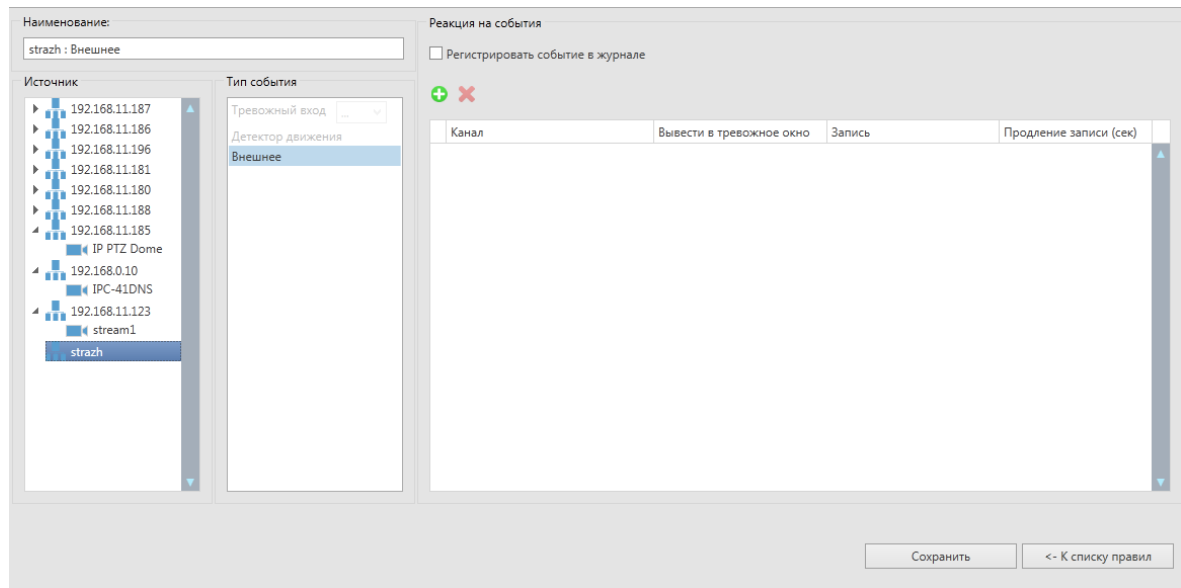 Наименование:
strazh : Внешнее
Источник
192.168.11.187
192.168.11.186
192.168.11.196
192.168.11.181
192.168.11.180
192.168.11.188
192.168.11.185
IP PTZ Dome
192.168.0.10
IPC-41DNS
192.168.11.123
stream1
strazh
Тип события
Тревожный вход ...
Детектор движения
Внешнее
Реакция на события
Регистрировать событие в журнале
Канал Вывести в тревожное окно Запись Продление записи (сек)
Сохранить <- К списку правил